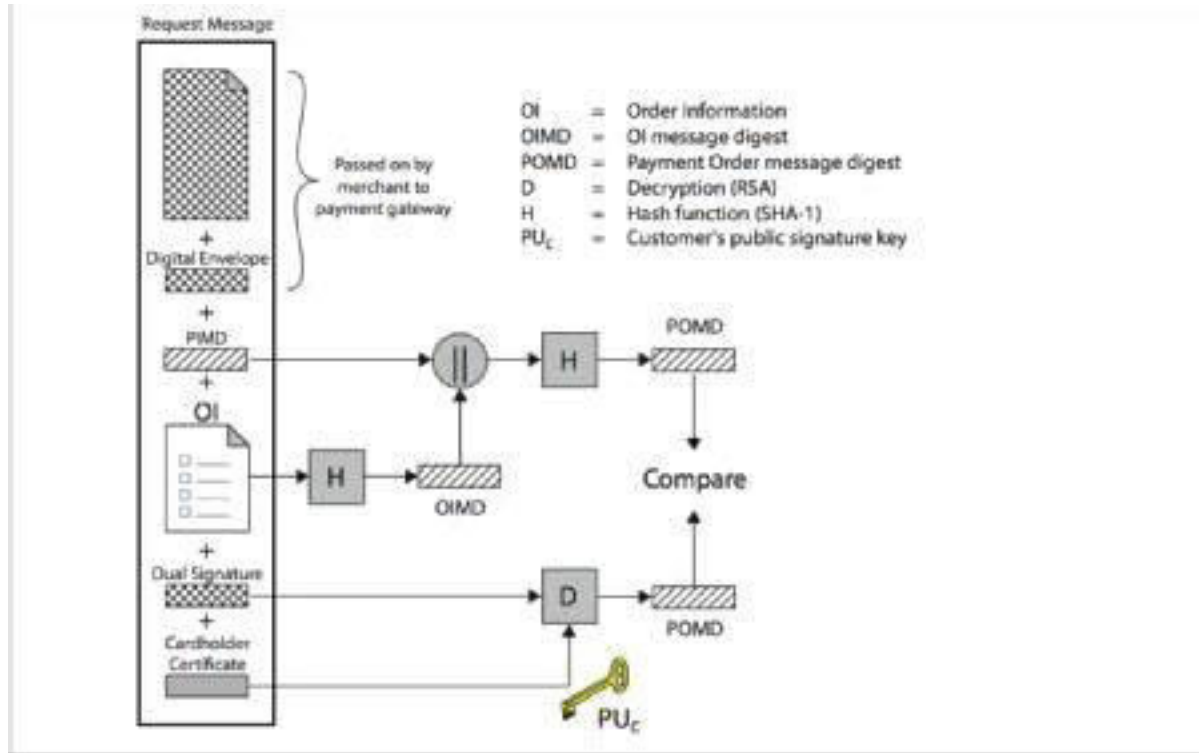 Request Message
Passed on by
merchant to
payment gateway
+
Digital Envelope
+
PIMD
+
OI
+
Dual Signature
+
Cardholder
Certificate
OI = Order Information
OIMD = OI message digest
POMD = Payment Order message digest
D = Decryption (RSA)
H = Hash function (SHA-1)
PUc = Customer's public signature key
||
H
POMD
H
OIMD
Compare
D
POMD
PUc